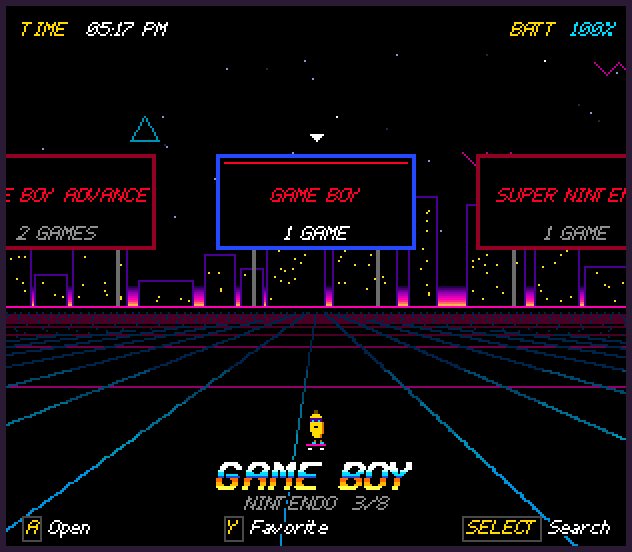 TIME 05:17 PM BATT 100%
E BOY ADVANCE GAME BOY SUPER NINTEN
2 GAMES 1 GAME 1 GAME
GAME BOY
NINTENDO 3/8
A Open Y Favorite SELECT Search